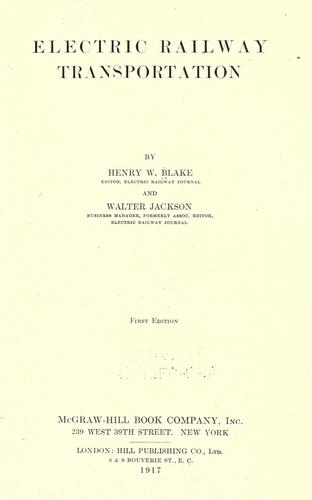 ELECTRIC RAILWAY
TRANSPORTATION
BY
HENRY W. BLAKE
EDITOR, ELECTRIC RAILWAY JOURNAL
AND
WALTER JACKSON
BUSINESS MANAGER, FORMERLY ASSOC. EDITOR,
ELECTRIC RAILWAY JOURNAL
FIRST EDITION
McGRAW-HILL BOOK COMPANY, INC.
239 WEST 39TH STREET. NEW YORK
LONDON: HILL PUBLISHING CO., LTD.
6 & 8 BOUVERIE ST., E. C.
1917